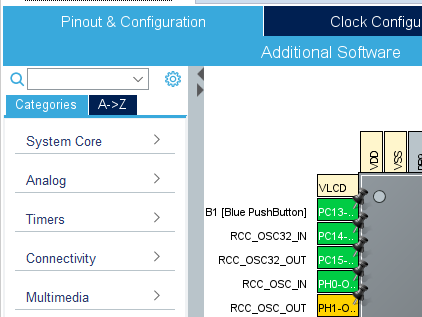 Pinout & Configuration
Clock Configu
Additional Software
Categories
A->Z
System Core
Analog
Timers
Connectivity
Multimedia
VDD
VSS
VLCD
B1 [Blue PushButton]
PC13-..
RCC_OSC32_IN
PC14-..
RCC_OSC32_OUT
PC15-..
RCC_OSC_IN
PH0-O..
RCC_OSC_OUT
PH1-O..